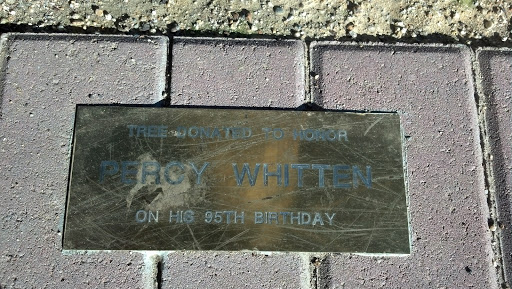 TREE DONATED TO HONOR
PERCY WHITTEN
ON HIS 95TH BIRTHDAY